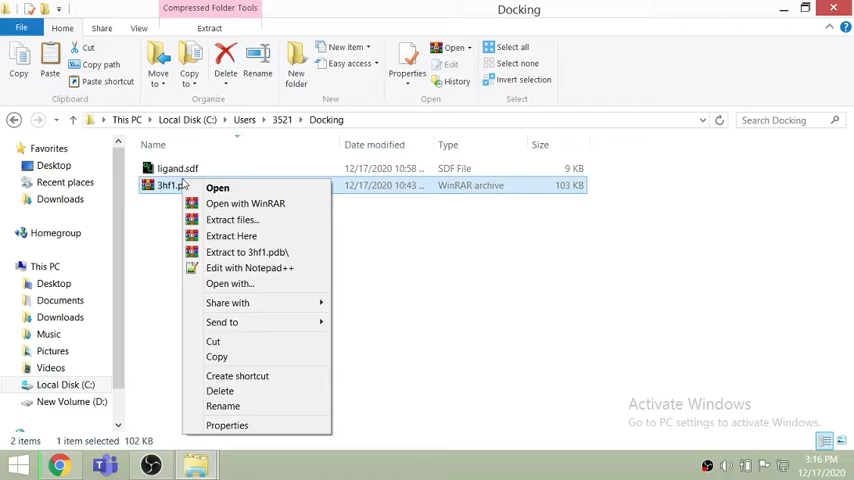 Compressed Folder Tools
Docking
File
Home
Share
View
Extract
Copy
Paste
Cut
Copy path
Paste shortcut
Clipboard
Move to
Copy to
Delete
Rename
Organize
New folder
New item
Easy access
New
Properties
Open
Edit
History
Open
Select all
Select none
Invert selection
Select
This PC
Local Disk (C:)
Users
3521
Docking
Search Docking
Favorites
Desktop
Recent places
Downloads
Homegroup
This PC
Desktop
Documents
Downloads
Music
Pictures
Videos
Local Disk (C:)
New Volume (D:)
Name
Date modified
Type
Size
ligand.sdf
12/17/2020 10:58 ...
SDF File
9 KB
3hf1.p
12/17/2020 10:43 ...
WinRAR archive
103 KB
Open
Open with WinRAR
Extract files...
Extract Here
Extract to 3hf1.pdb\
Edit with Notepad++
Open with...
Share with
Send to
Cut
Copy
Create shortcut
Delete
Rename
Properties
Activate Windows
Go to PC settings to activate Windows.
2 items
1 item selected 102 KB
3:16 PM
12/17/2020